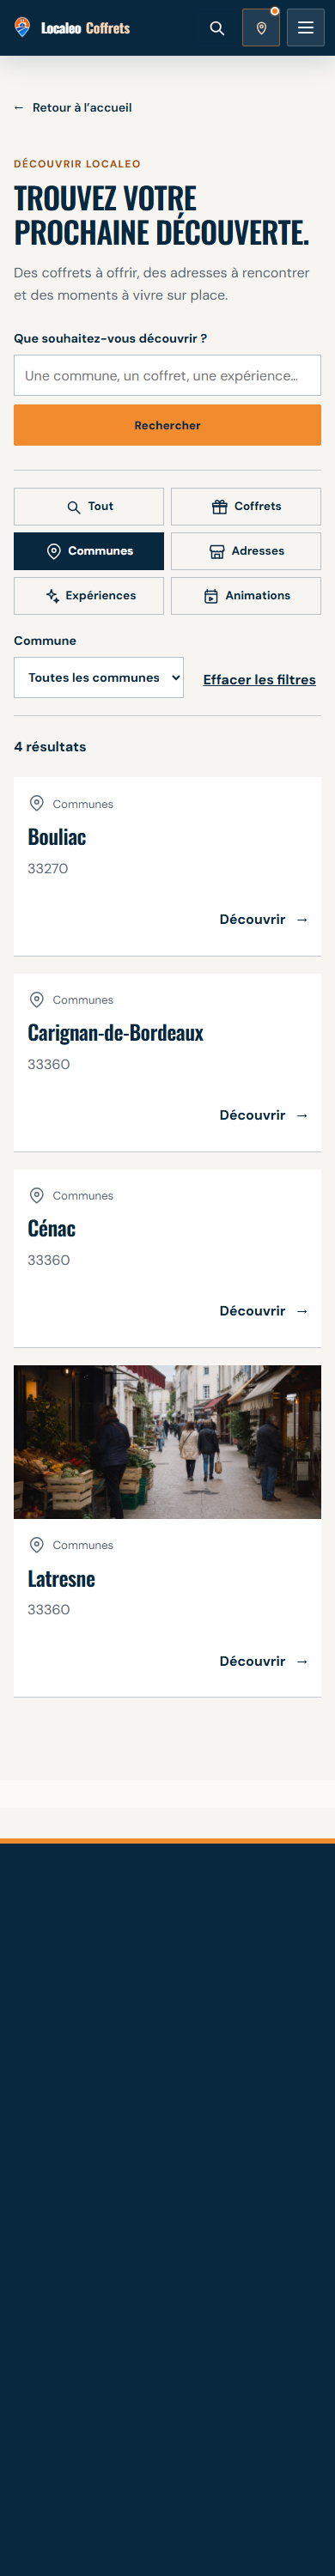 Localeo Coffrets
← Retour à l’accueil
DÉCOUVRIR LOCALEO
TROUVEZ VOTRE
PROCHAINE DÉCOUVERTE.
Des coffrets à offrir, des adresses à rencontrer
et des moments à vivre sur place.
Que souhaitez-vous découvrir ?
Une commune, un coffret, une expérience…
Rechercher
Tout
Coffrets
Communes
Adresses
Expériences
Animations
Commune
Toutes les communes
Effacer les filtres
4 résultats
Communes
Bouliac
33270
Découvrir →
Communes
Carignan-de-Bordeaux
33360
Découvrir →
Communes
Cénac
33360
Découvrir →
Communes
Latresne
33360
Découvrir →